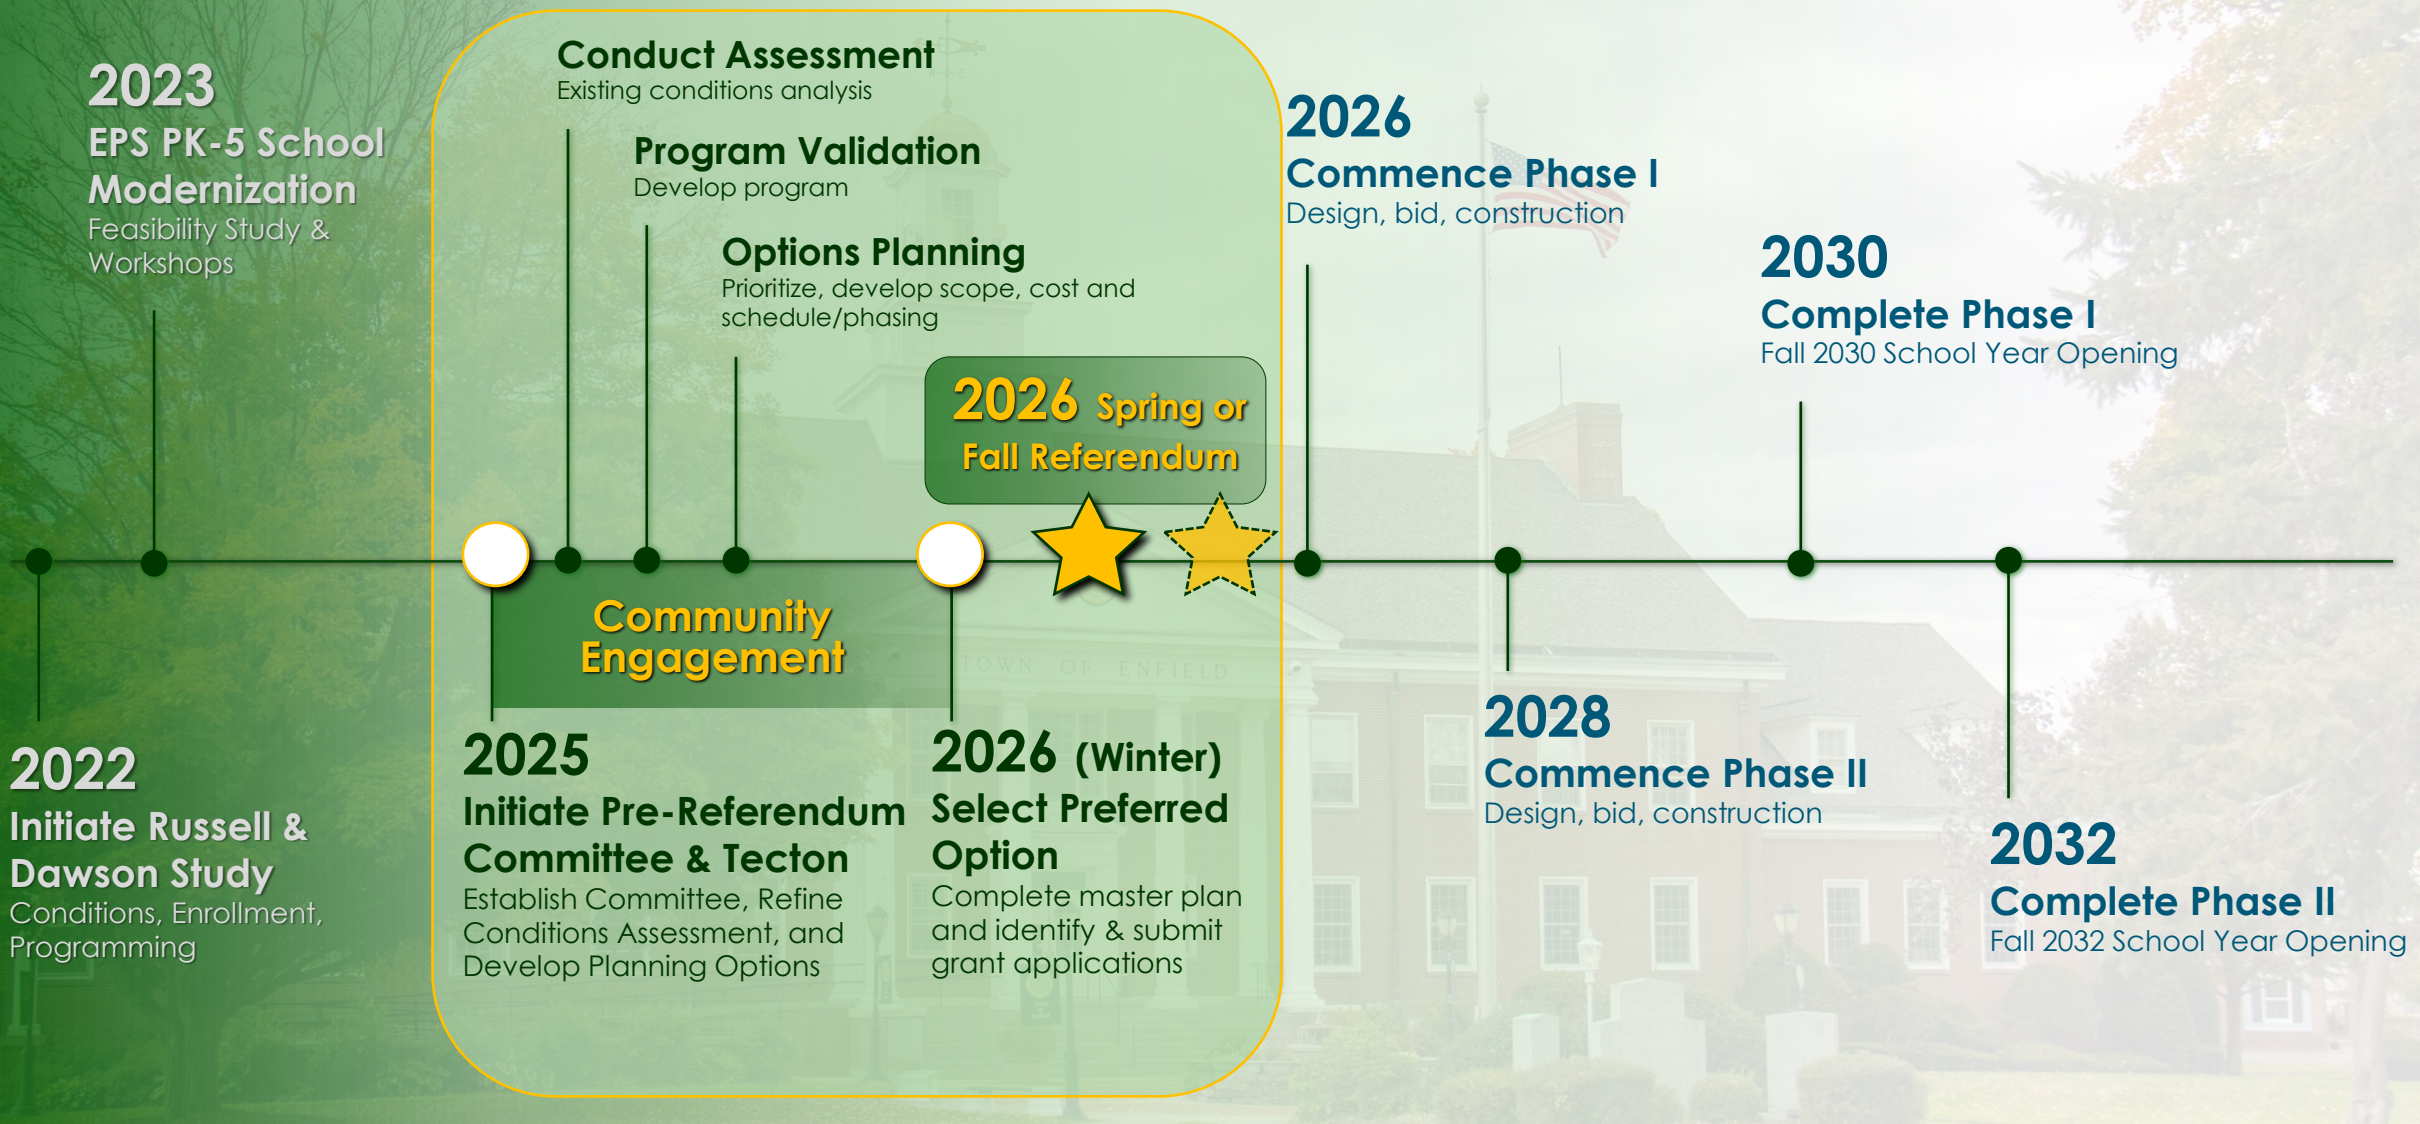 2023
EPS PK-5 School
Modernization
Feasibility Study &
Workshops
2022
Initiate Russell &
Dawson Study
Conditions, Enrollment,
Programming
Conduct Assessment
Existing conditions analysis
Program Validation
Develop program
Options Planning
Prioritize, develop scope, cost and
schedule/phasing
2026 Spring or
Fall Referendum
Community
Engagement
TOWN OF ENFIELD
2025
Initiate Pre-Referendum
Committee & Tecton
Establish Committee, Refine
Conditions Assessment, and
Develop Planning Options
2026 (Winter)
Select Preferred
Option
Complete master plan
and identify & submit
grant applications
2026
Commence Phase I
Design, bid, construction
2028
Commence Phase II
Design, bid, construction
2030
Complete Phase I
Fall 2030 School Year Opening
2032
Complete Phase II
Fall 2032 School Year Opening